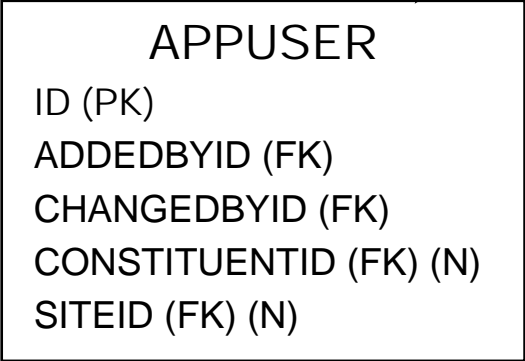 APPUSER
ID (PK)
ADDEDBYID (FK)
CHANGEDBYID (FK)
CONSTITUENTID (FK) (N)
SITEID (FK) (N)